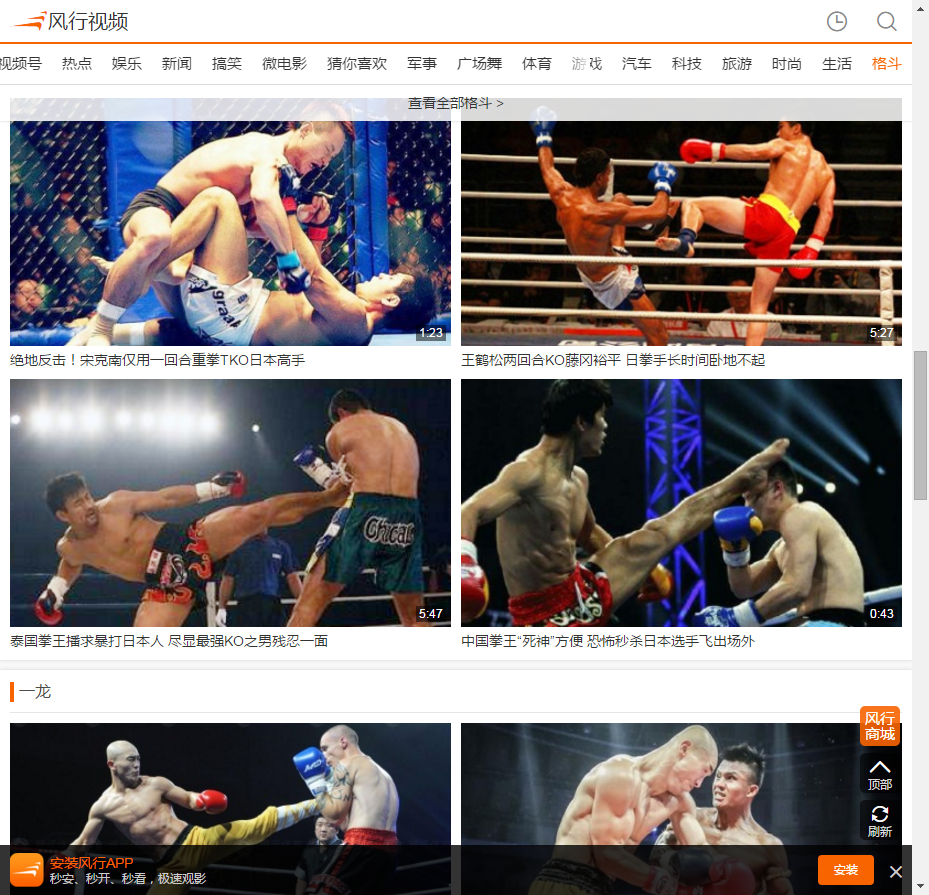 风行视频
视频号 热点 娱乐 新闻 搞笑 微电影 猜你喜欢 军事 广场舞 体育 游戏 汽车 科技 旅游 时尚 生活 格斗
查看全部格斗 >
1:23
5:27
绝地反击！宋克南仅用一回合重拳TKO日本高手
王鹤松两回合KO藤冈裕平 日拳手长时间卧地不起
Chical
5:47
0:43
泰国拳王播求暴打日本人 尽显最强KO之男残忍一面
中国拳王“死神”方便 恐怖秒杀日本选手飞出场外
一龙
风行
商城
顶部
刷新
安装风行APP
秒安、秒开、秒看，极速观影
安装